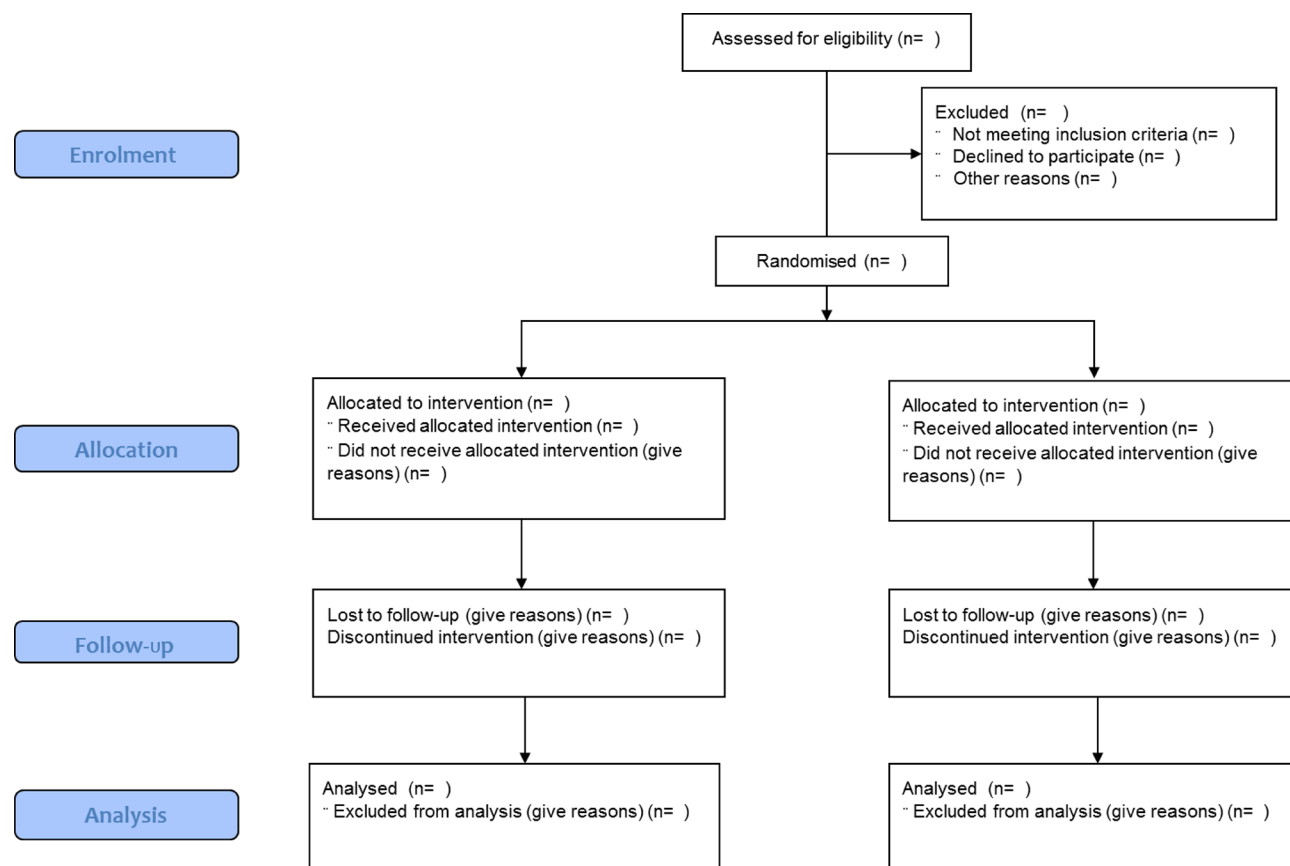 Assessed for eligibility (n=  )
Enrolment
Excluded  (n=   )
¨ Not meeting inclusion criteria (n=  )
¨ Declined to participate (n=  )
¨ Other reasons (n=  )
Randomised  (n=  )
Allocation
Allocated to intervention (n=  )
¨ Received allocated intervention (n=  )
¨ Did not receive allocated intervention (give
reasons) (n=  )
Allocated to intervention (n=  )
¨ Received allocated intervention (n=  )
¨ Did not receive allocated intervention (give
reasons) (n=  )
Follow-up
Lost to follow-up (give reasons) (n=  )
Discontinued intervention (give reasons) (n=  )
Lost to follow-up (give reasons) (n=  )
Discontinued intervention (give reasons) (n=  )
Analysis
Analysed  (n=  )
¨ Excluded from analysis (give reasons) (n=  )
Analysed  (n=  )
¨ Excluded from analysis (give reasons) (n=  )